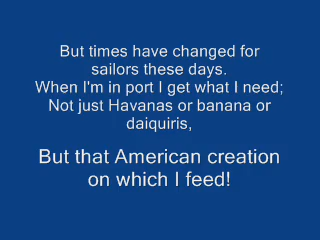 But times have changed for
sailors these days.
When I'm in port I get what I need;
Not just Havanas or banana or
daiquiris,
But that American creation
on which I feed!